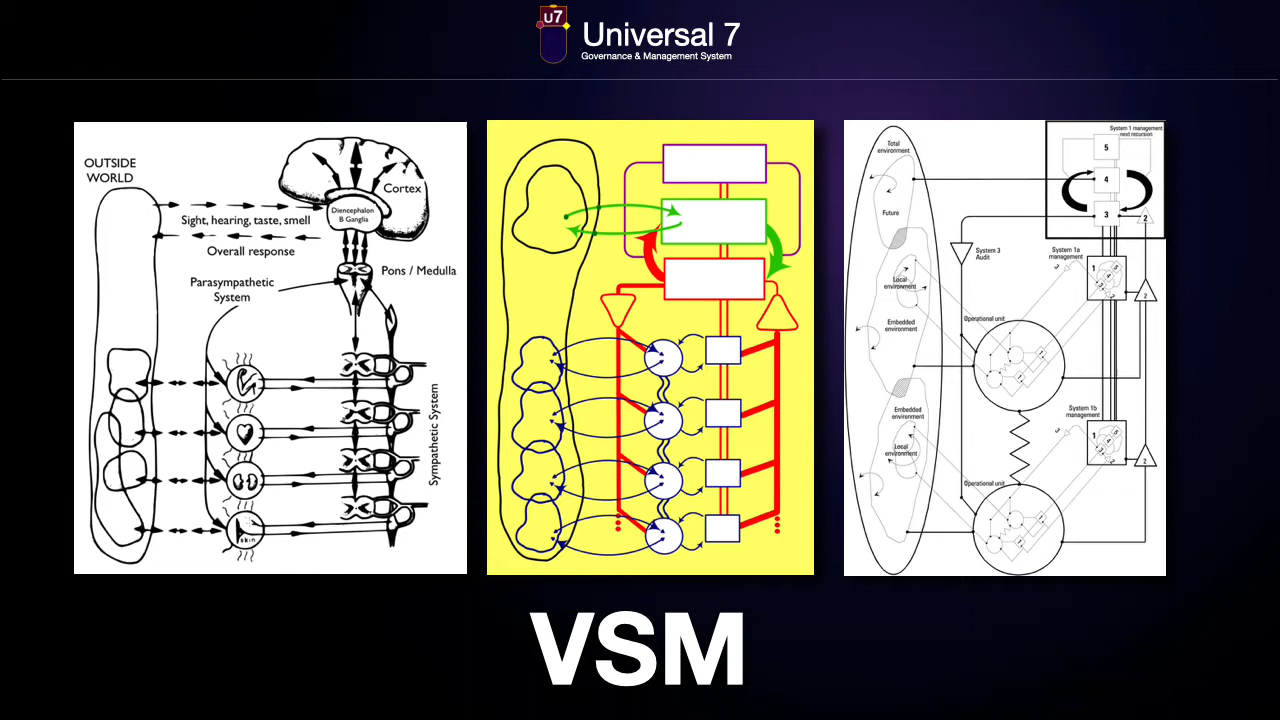 U7
Universal 7
Governance & Management System
OUTSIDE
WORLD
Cortex
Diencephalon
B Ganglia
Sight, hearing, taste, smell
Overall response
Pons / Medulla
Parasympathetic
System
Sympathetic System
skin
Total
environment
Future
Local
environment
Embedded
environment
Embedded
environment
Local
environment
System 1 management
next recursion
5
4
3
2
System 3
Audit
System 1a
management
1
2
Operational unit
System 1b
management
1
2
Operational unit
VSM